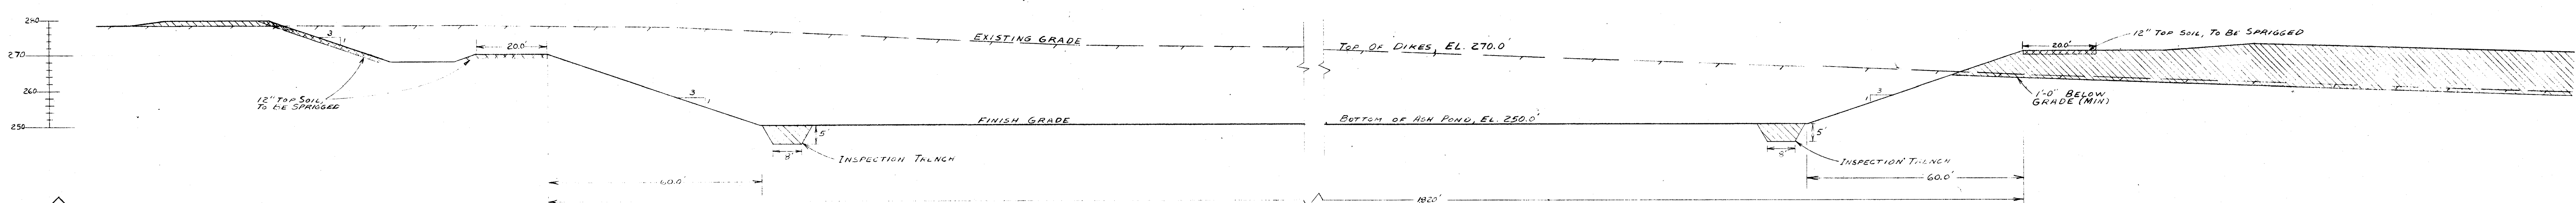 280
270
260
250
3
1
20.0'
12" TOP SOIL,
TO BE SPRIGGED
3
1
EXISTING GRADE
FINISH GRADE
5'
8'
INSPECTION TRENCH
60.0'
TOP OF DIKES, EL. 270.0'
BOTTOM OF ASH POND, EL. 250.0'
20.0'
12" TOP SOIL, TO BE SPRIGGED
3
1
1'-0" BELOW
GRADE (MIN)
5'
8'
INSPECTION TRENCH
60.0'
1820'